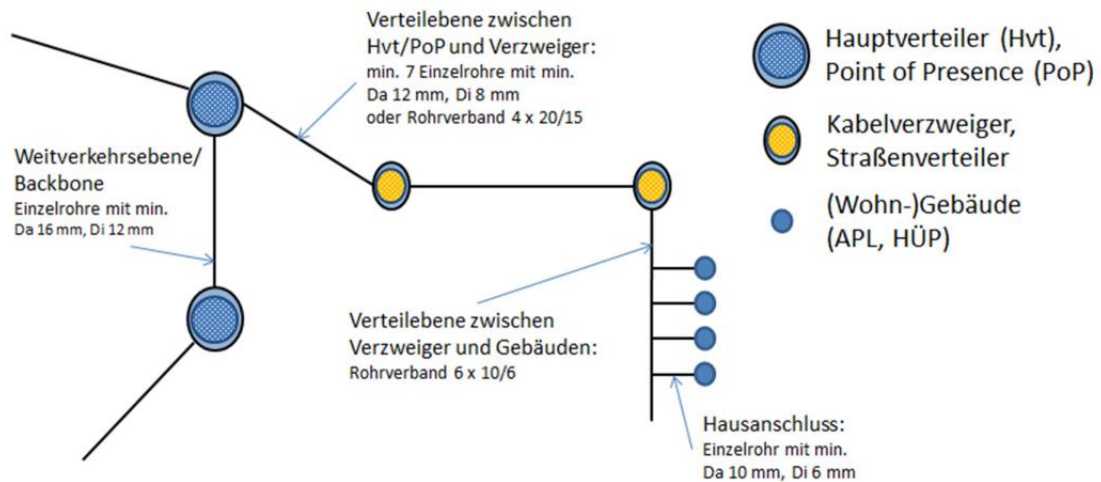 Verteilebene zwischen
Hvt/PoP und Verzweiger:
min. 7 Einzelrohre mit min.
Da 12 mm, Di 8 mm
oder Rohrverband 4 x 20/15
Hauptverteiler (Hvt),
Point of Presence (PoP)
Kabelverzweiger,
Straßenverteiler
(Wohn-)Gebäude
(APL, HÜP)
Weitverkehrsebene/
Backbone
Einzelrohre mit min.
Da 16 mm, Di 12 mm
Verteilebene zwischen
Verzweiger und Gebäuden:
Rohrverband 6 x 10/6
Hausanschluss:
Einzelrohr mit min.
Da 10 mm, Di 6 mm